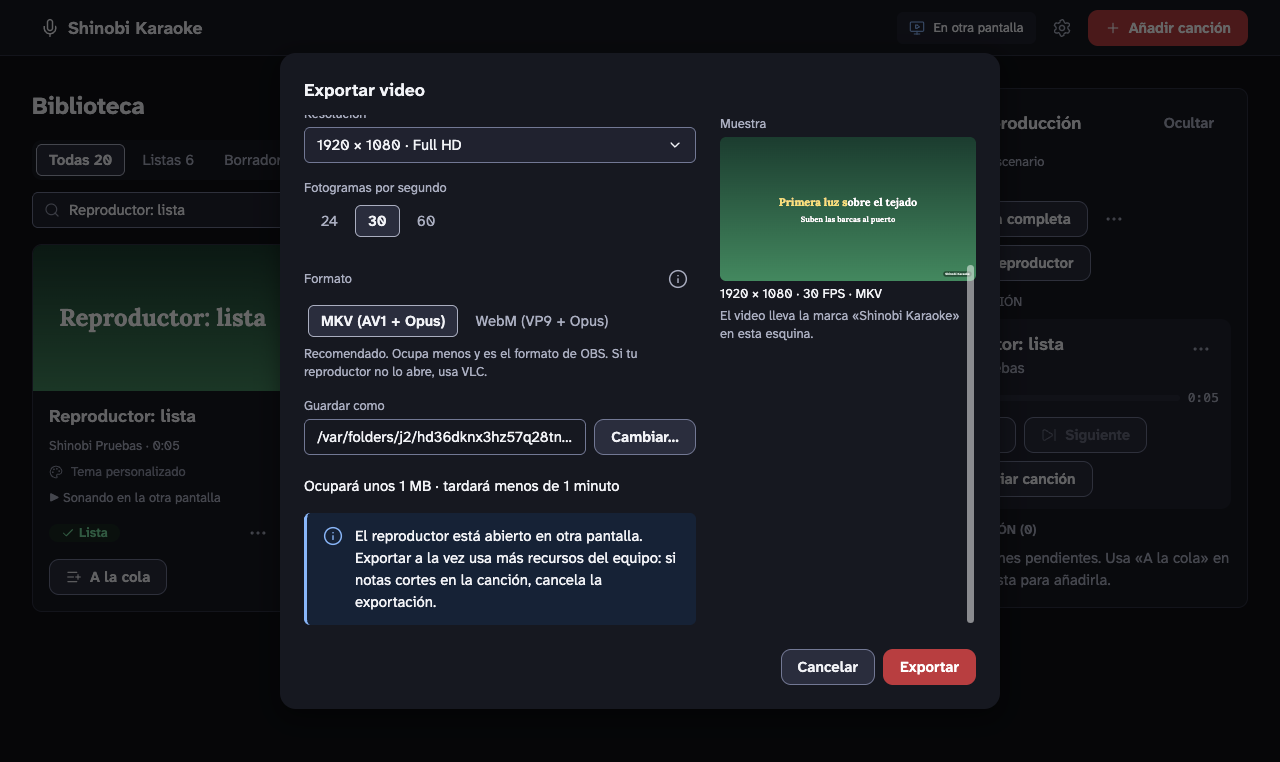 Shinobi Karaoke
En otra pantalla
Añadir canción
Biblioteca
Todas 20
Listas 6
Borrador
Reproductor: lista
Reproductor: lista
Reproductor: lista
Shinobi Pruebas · 0:05
Tema personalizado
Sonando en la otra pantalla
Lista
A la cola
Exportar video
Resolución
1920 × 1080 · Full HD
Fotogramas por segundo
24
30
60
Formato
MKV (AV1 + Opus)
WebM (VP9 + Opus)
Recomendado. Ocupa menos y es el formato de OBS. Si tu
reproductor no lo abre, usa VLC.
Guardar como
/var/folders/j2/hd36dknx3hz57q28tn...
Cambiar...
Ocupará unos 1 MB · tardará menos de 1 minuto
El reproductor está abierto en otra pantalla.
Exportar a la vez usa más recursos del equipo: si
notas cortes en la canción, cancela la
exportación.
Muestra
Primera luz sobre el tejado
Suben las barcas al puerto
Shinobi Karaoke
1920 × 1080 · 30 FPS · MKV
El video lleva la marca «Shinobi Karaoke»
en esta esquina.
Cancelar
Exportar
roducción
Ocultar
scenario
completa
eproductor
IÓN
or: lista
ebas
0:05
Siguiente
iar canción
ÓN (0)
nes pendientes. Usa «A la cola» en
sta para añadirla.